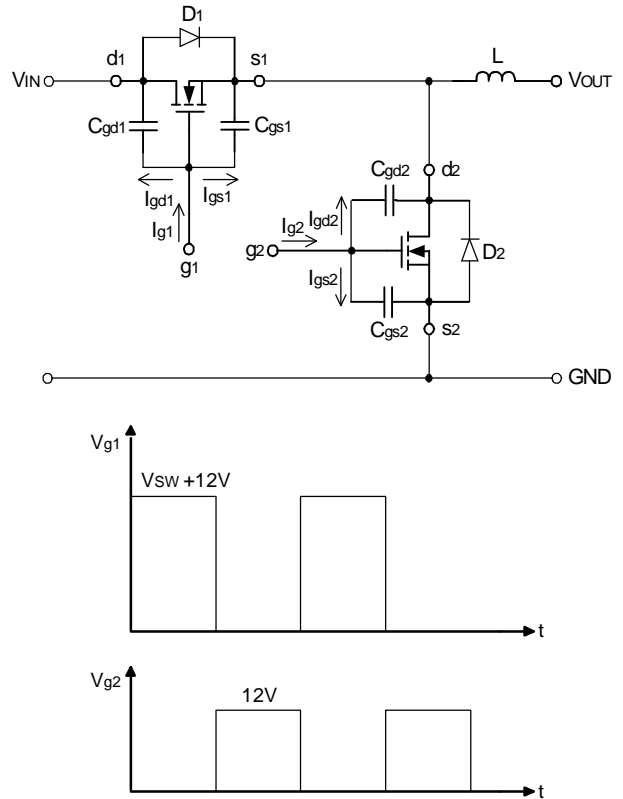 D1
d1
s1
L
VIN
VOUT
Cgd1
Cgs1
Igd1
Igs1
Ig1
g1
Cgd2
d2
Ig2
Igd2
g2
D2
Igs2
Cgs2
s2
GND
Vg1
VSW +12V
t
Vg2
12V
t